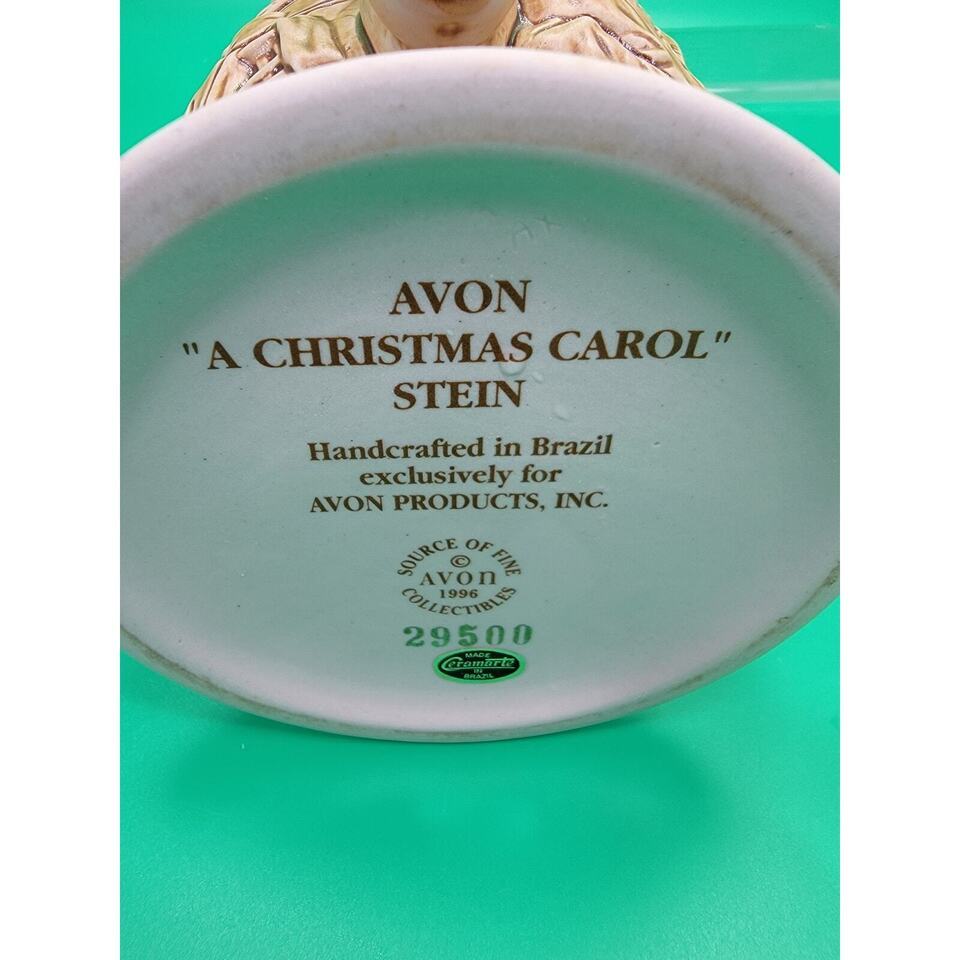 AVON
"A CHRISTMAS CAROL"
STEIN
Handcrafted in Brazil
exclusively for
AVON PRODUCTS, INC.
SOURCE OF FINE
©
AVON
1996
COLLECTIBLES
29500
MADE
Ceramarte
IN
BRAZIL